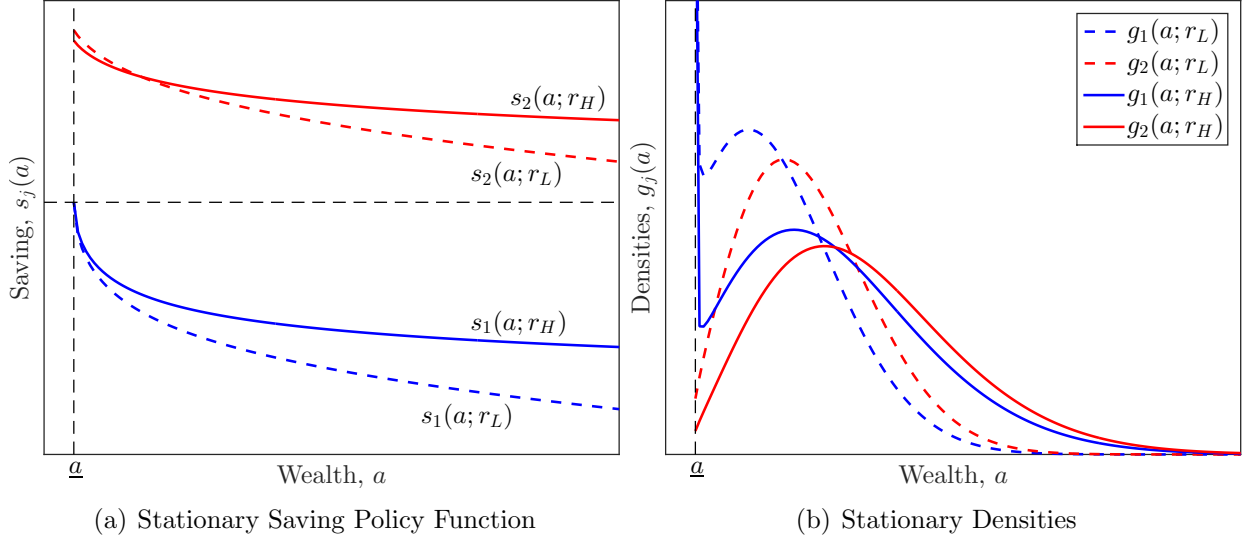 Saving, s_j(a)
s_2(a; r_H)
s_2(a; r_L)
s_1(a; r_H)
s_1(a; r_L)
a
Wealth, a
(a) Stationary Saving Policy Function
Densities, g_j(a)
g_1(a; r_L)
g_2(a; r_L)
g_1(a; r_H)
g_2(a; r_H)
a
Wealth, a
(b) Stationary Densities